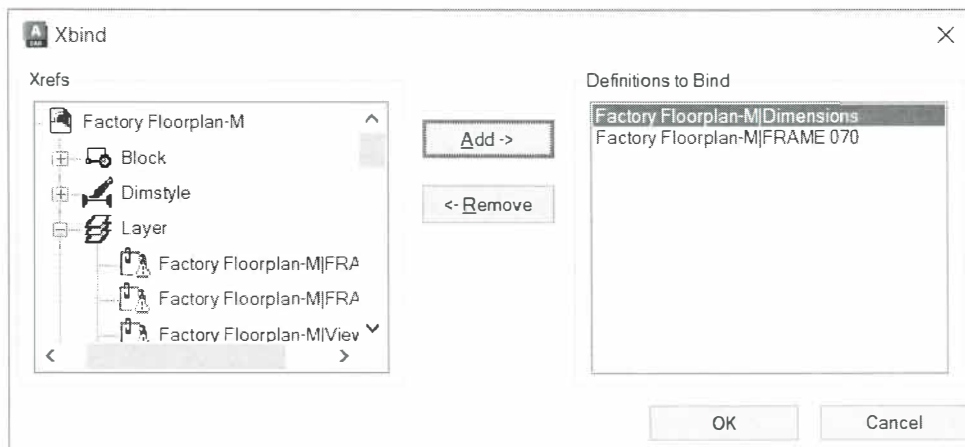 Xbind
Xrefs
Factory Floorplan-M
Block
Dimstyle
Layer
Factory Floorplan-M|FRA
Factory Floorplan-M|FRA
Factory Floorplan-M|View
Add ->
<- Remove
Definitions to Bind
Factory Floorplan-M|Dimensions
Factory Floorplan-M|FRAME 070
OK
Cancel